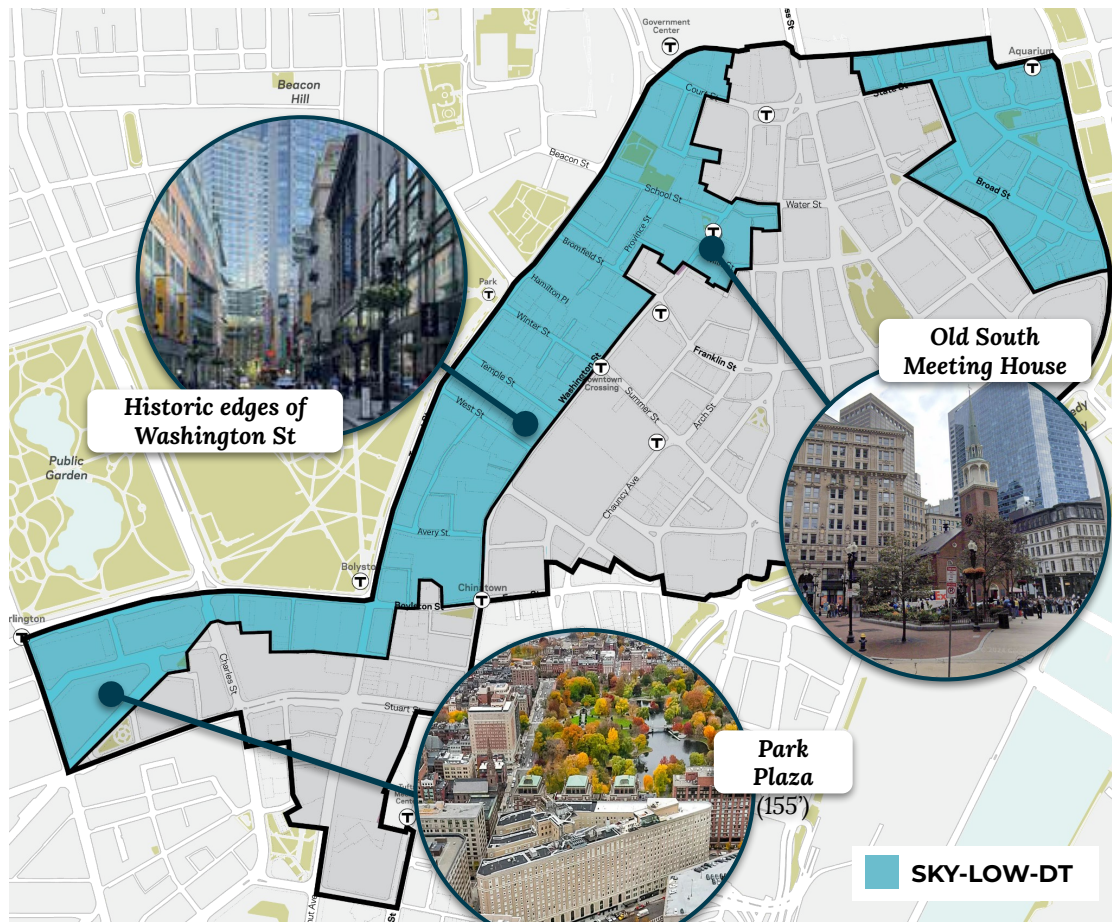 Government
Center
Aquarium
Beacon
Hill
State St
Beacon St
Broad St
School St
Water St
Province St
Bromfield St
Park
Hamilton Pl
Winter St
Old South
Meeting House
Franklin St
Washington St
Temple St
Downtown
Crossing
Summer St
West St
Arch St
Historic edges of
Washington St
Public
Garden
Chauncy Ave
Avery St.
Bolyston
Chinatown
Boylston St
Charles St
Stuart St
Park
Plaza
(155’)
SKY-LOW-DT